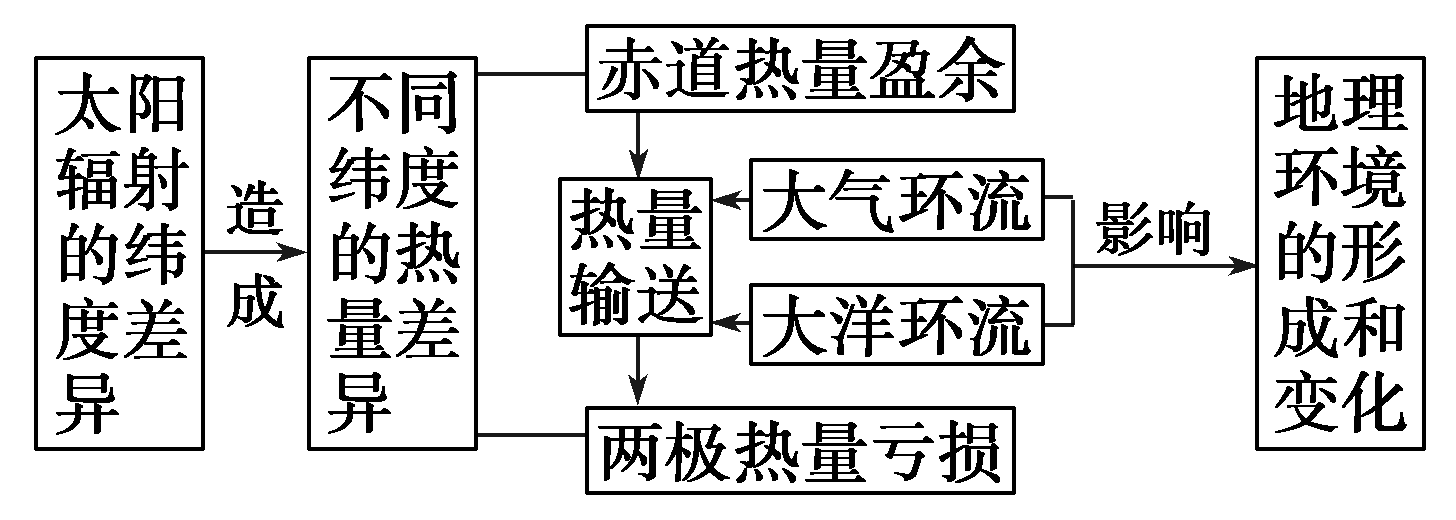 太阳
辐射
的纬
度差
异
造
成
不同
纬度
的热
量差
异
赤道热量盈余
热量
输送
大气环流
大洋环流
两极热量亏损
影响
地理
环境
的形
成和
变化